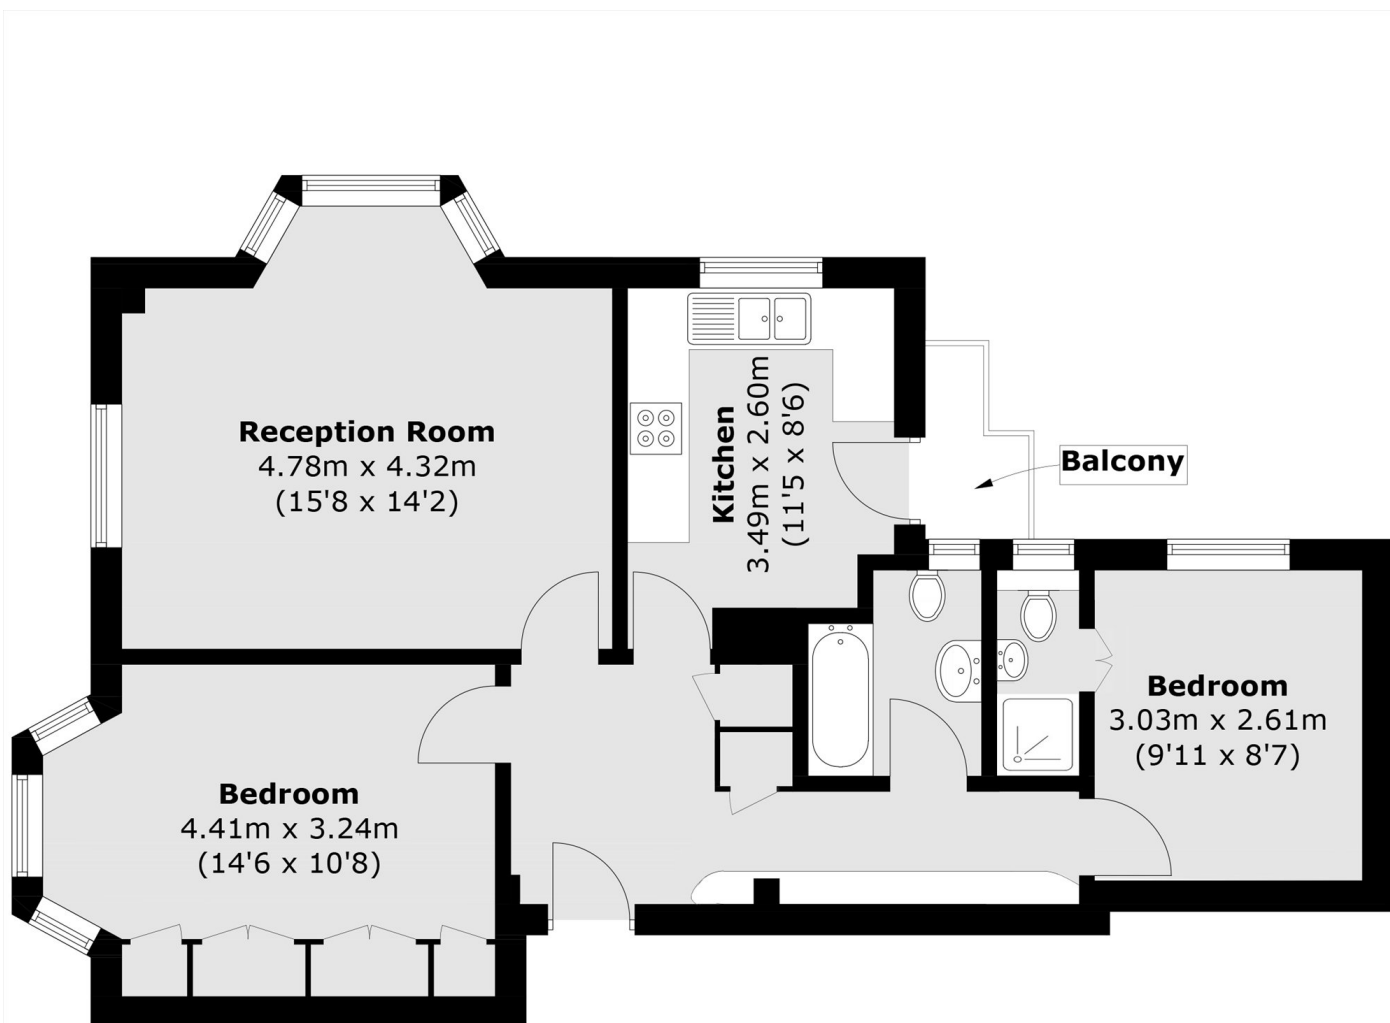 Reception Room
4.78m x 4.32m
(15'8 x 14'2)
Kitchen
3.49m x 2.60m
(11'5 x 8'6)
Balcony
Bedroom
3.03m x 2.61m
(9'11 x 8'7)
Bedroom
4.41m x 3.24m
(14'6 x 10'8)